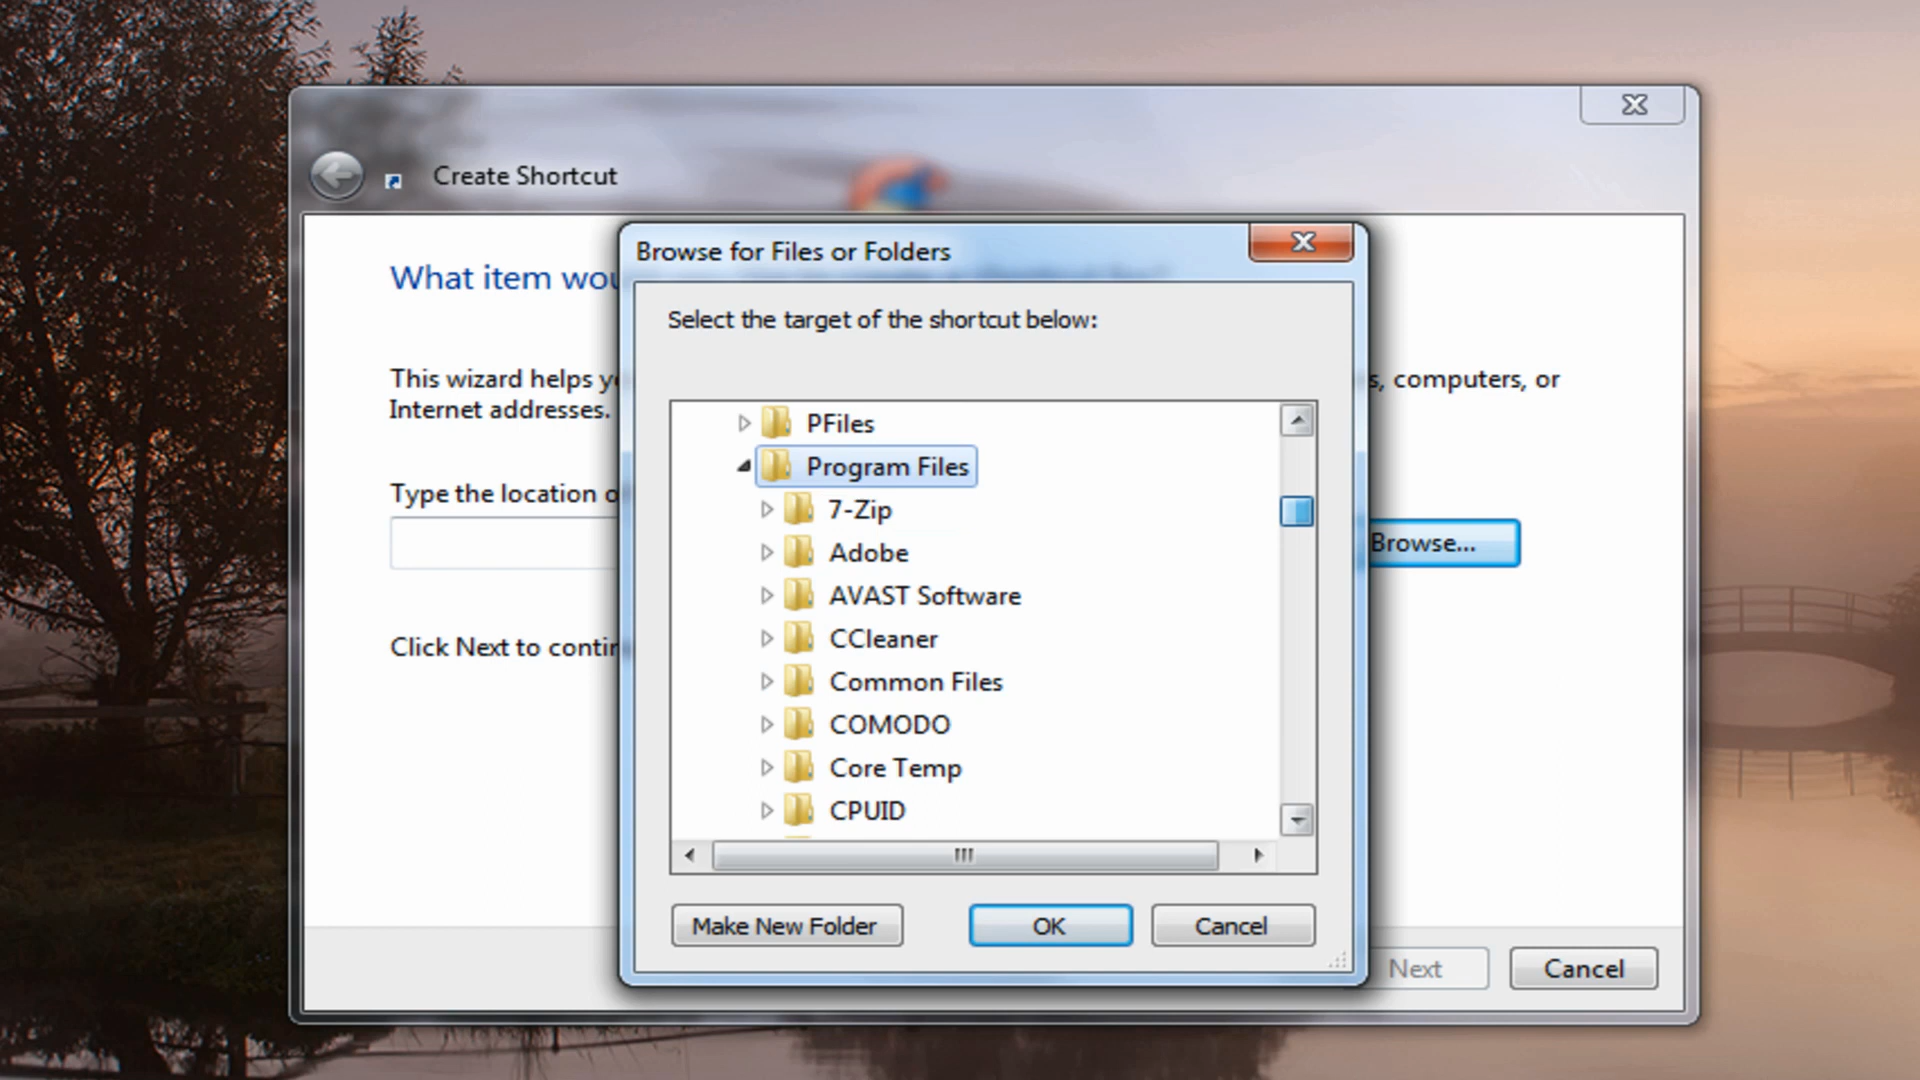 Create Shortcut
What item wou
Browse for Files or Folders
Select the target of the shortcut below:
This wizard helps y
s, computers, or
Internet addresses.
PFiles
Program Files
Type the location o
7-Zip
Browse...
Adobe
AVAST Software
CCleaner
Click Next to contin
Common Files
COMODO
Core Temp
CPUID
Make New Folder
OK
Cancel
Next
Cancel